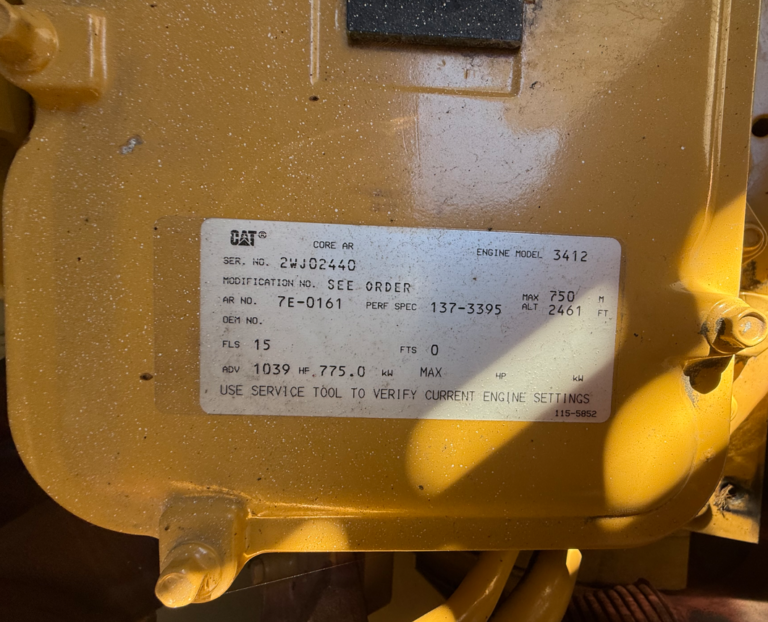 CAT®
CORE AR ENGINE MODEL 3412
SER. NO. 2WJ02440
MODIFICATION NO. SEE ORDER
AR NO. 7E-0161 PERF SPEC 137-3395 MAX ALT 750 M
2461 FT
OEM NO.
FLS 15 FTS 0
ADV 1039 HP 775.0 kW MAX HP kW
USE SERVICE TOOL TO VERIFY CURRENT ENGINE SETTINGS
115-5852